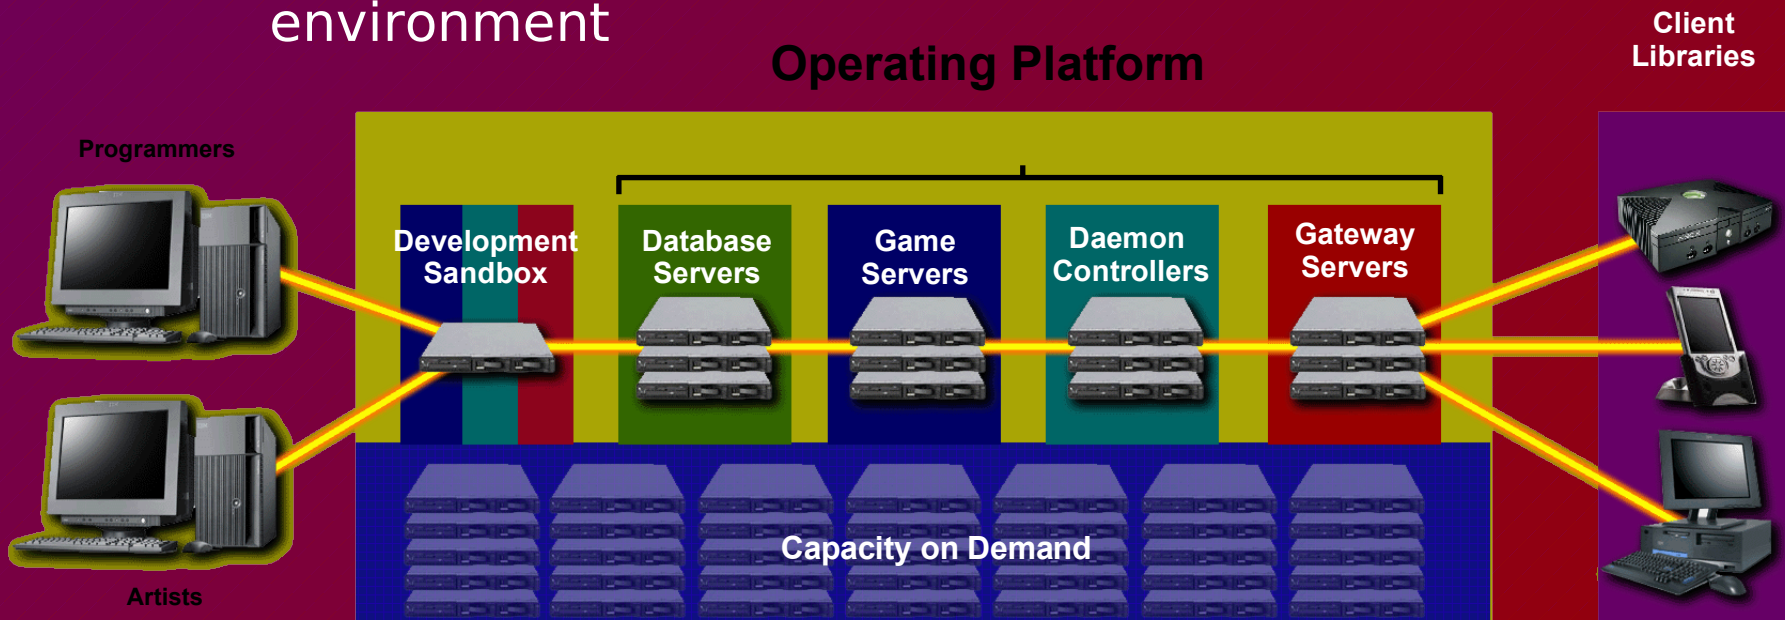 environment
Operating Platform
Client
Libraries
Programmers
Development
Sandbox
Database
Servers
Game
Servers
Daemon
Controllers
Gateway
Servers
Capacity on Demand
Artists